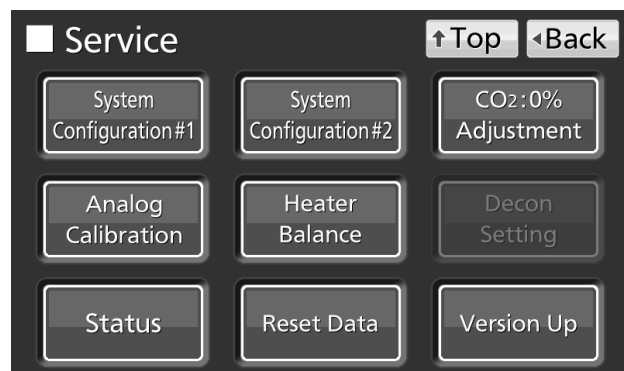 Service
↑Top
◂Back
System
Configuration#1
System
Configuration#2
CO2:0%
Adjustment
Analog
Calibration
Heater
Balance
Decon
Setting
Status
Reset Data
Version Up